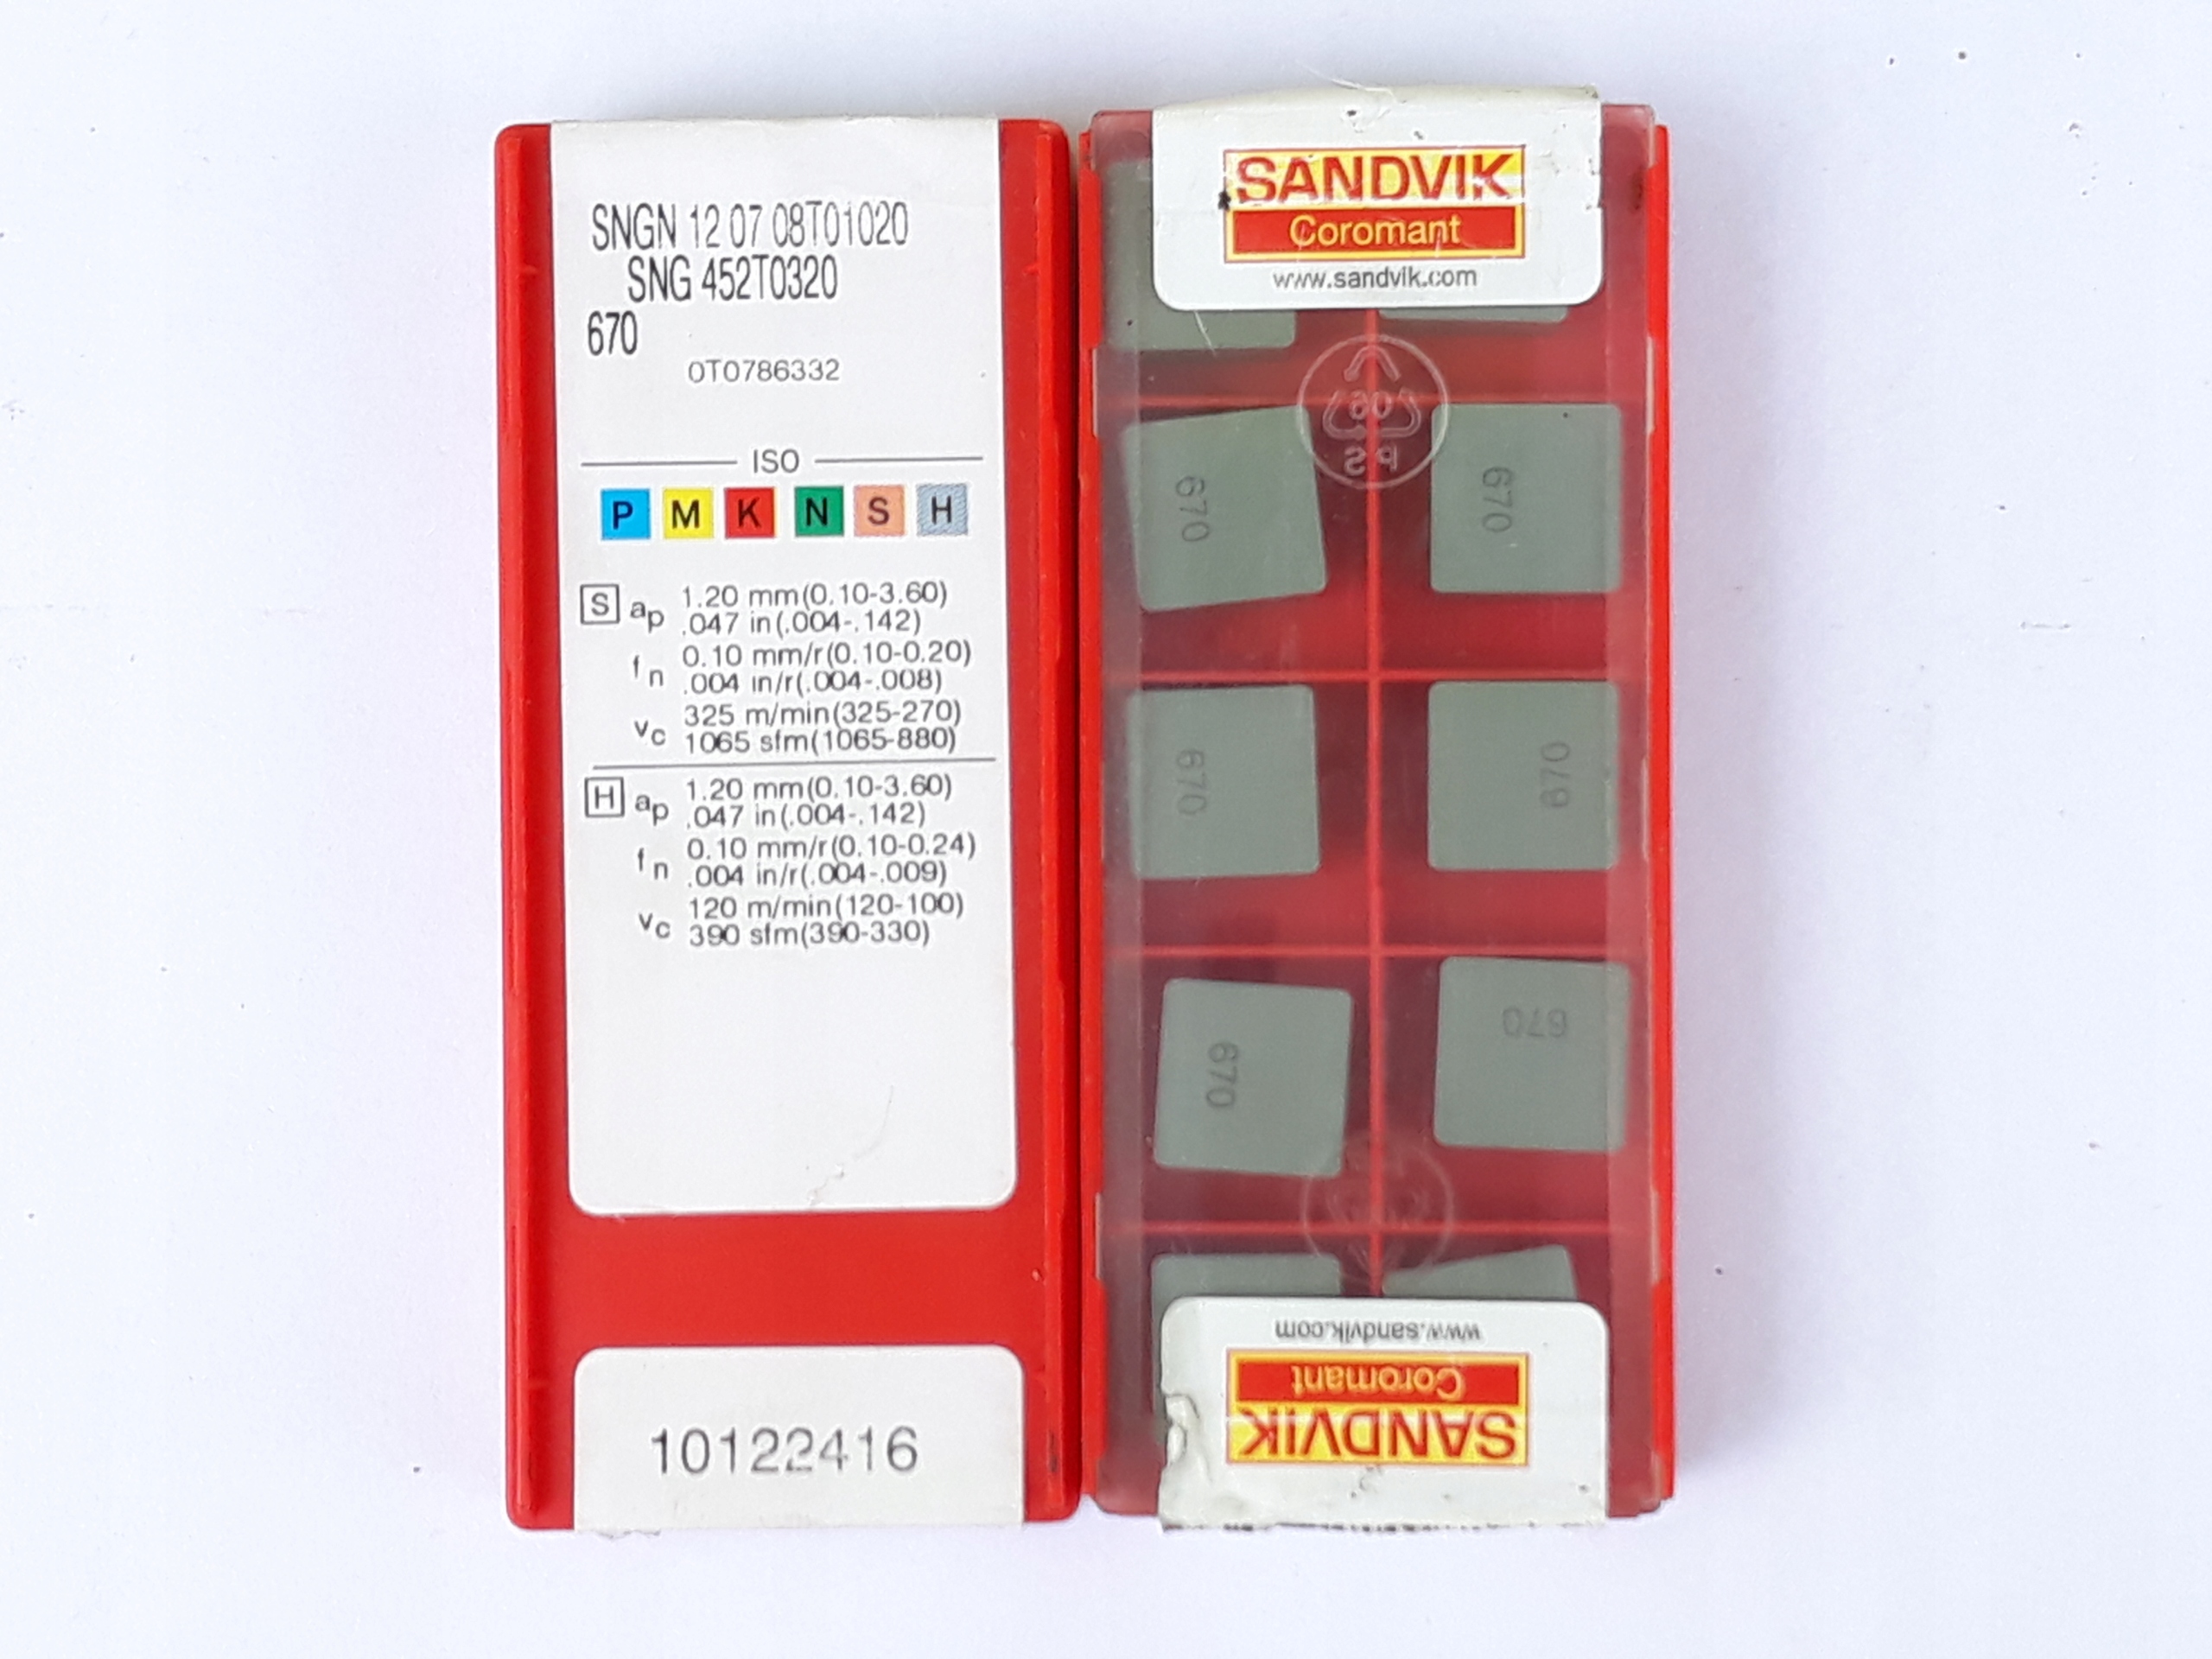 SNGN 12 07 08T01020
SNG 452T0320
670
0T0786332
ISO
P M K N S H
S ap 1.20 mm(0.10-3.60)
.047 in(.004-.142)
fn 0.10 mm/r(0.10-0.20)
.004 in/r(.004-.008)
vc 325 m/min(325-270)
1065 sfm(1065-880)
H ap 1.20 mm(0.10-3.60)
.047 in(.004-.142)
fn 0.10 mm/r(0.10-0.24)
.004 in/r(.004-.009)
vc 120 m/min(120-100)
390 sfm(390-330)
10122416
SANDVIK
Coromant
www.sandvik.com
06
PS
670
670
670
670
670
670
www.sandvik.com
Coromant
SANDVIK